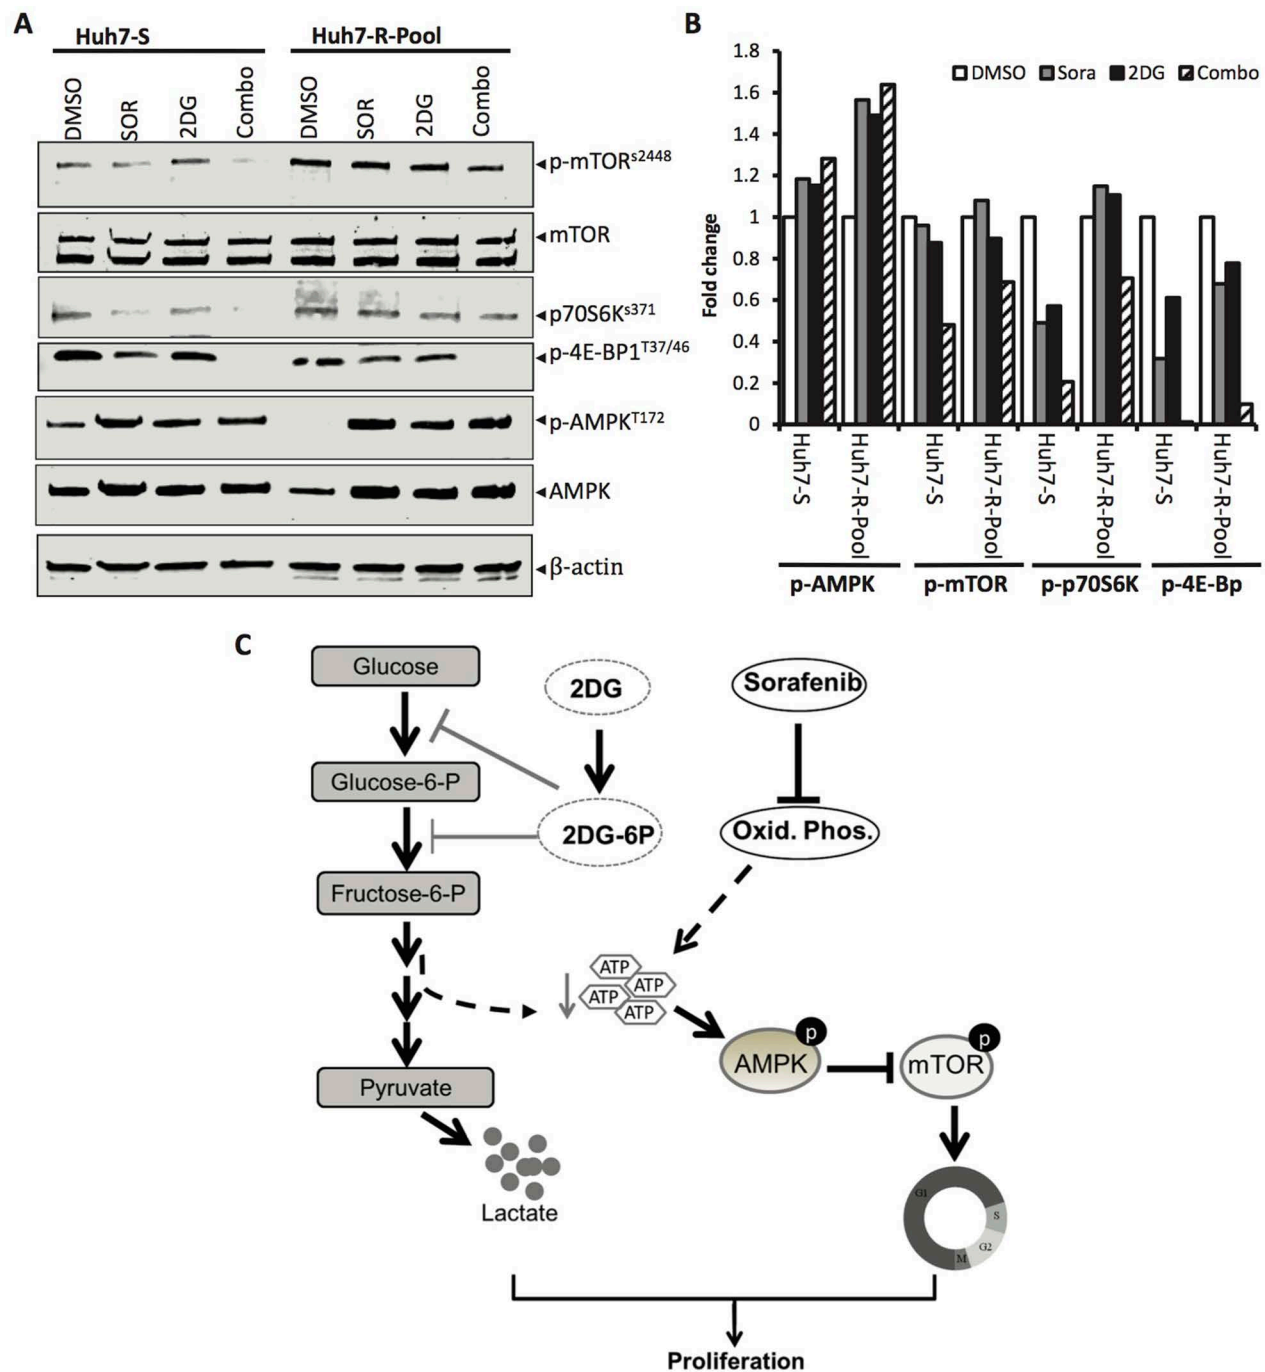 A
Huh7-S
Huh7-R-Pool
DMSO
SOR
2DG
Combo
DMSO
SOR
2DG
Combo
p-mTORs2448
mTOR
p70S6Ks371
p-4E-BP1T37/46
p-AMPKT172
AMPK
β-actin
B
DMSO Sora 2DG Combo
Fold change
1.8
1.6
1.4
1.2
1
0.8
0.6
0.4
0.2
0
Huh7-S
Huh7-R-Pool
Huh7-S
Huh7-R-Pool
Huh7-S
Huh7-R-Pool
Huh7-S
Huh7-R-Pool
p-AMPK
p-mTOR
p-p70S6K
p-4E-Bp
C
Glucose
2DG
Sorafenib
Glucose-6-P
2DG-6P
Oxid. Phos.
Fructose-6-P
ATP
ATP
ATP
ATP
p
AMPK
p
mTOR
Pyruvate
Lactate
G1
S
G2
M
Proliferation